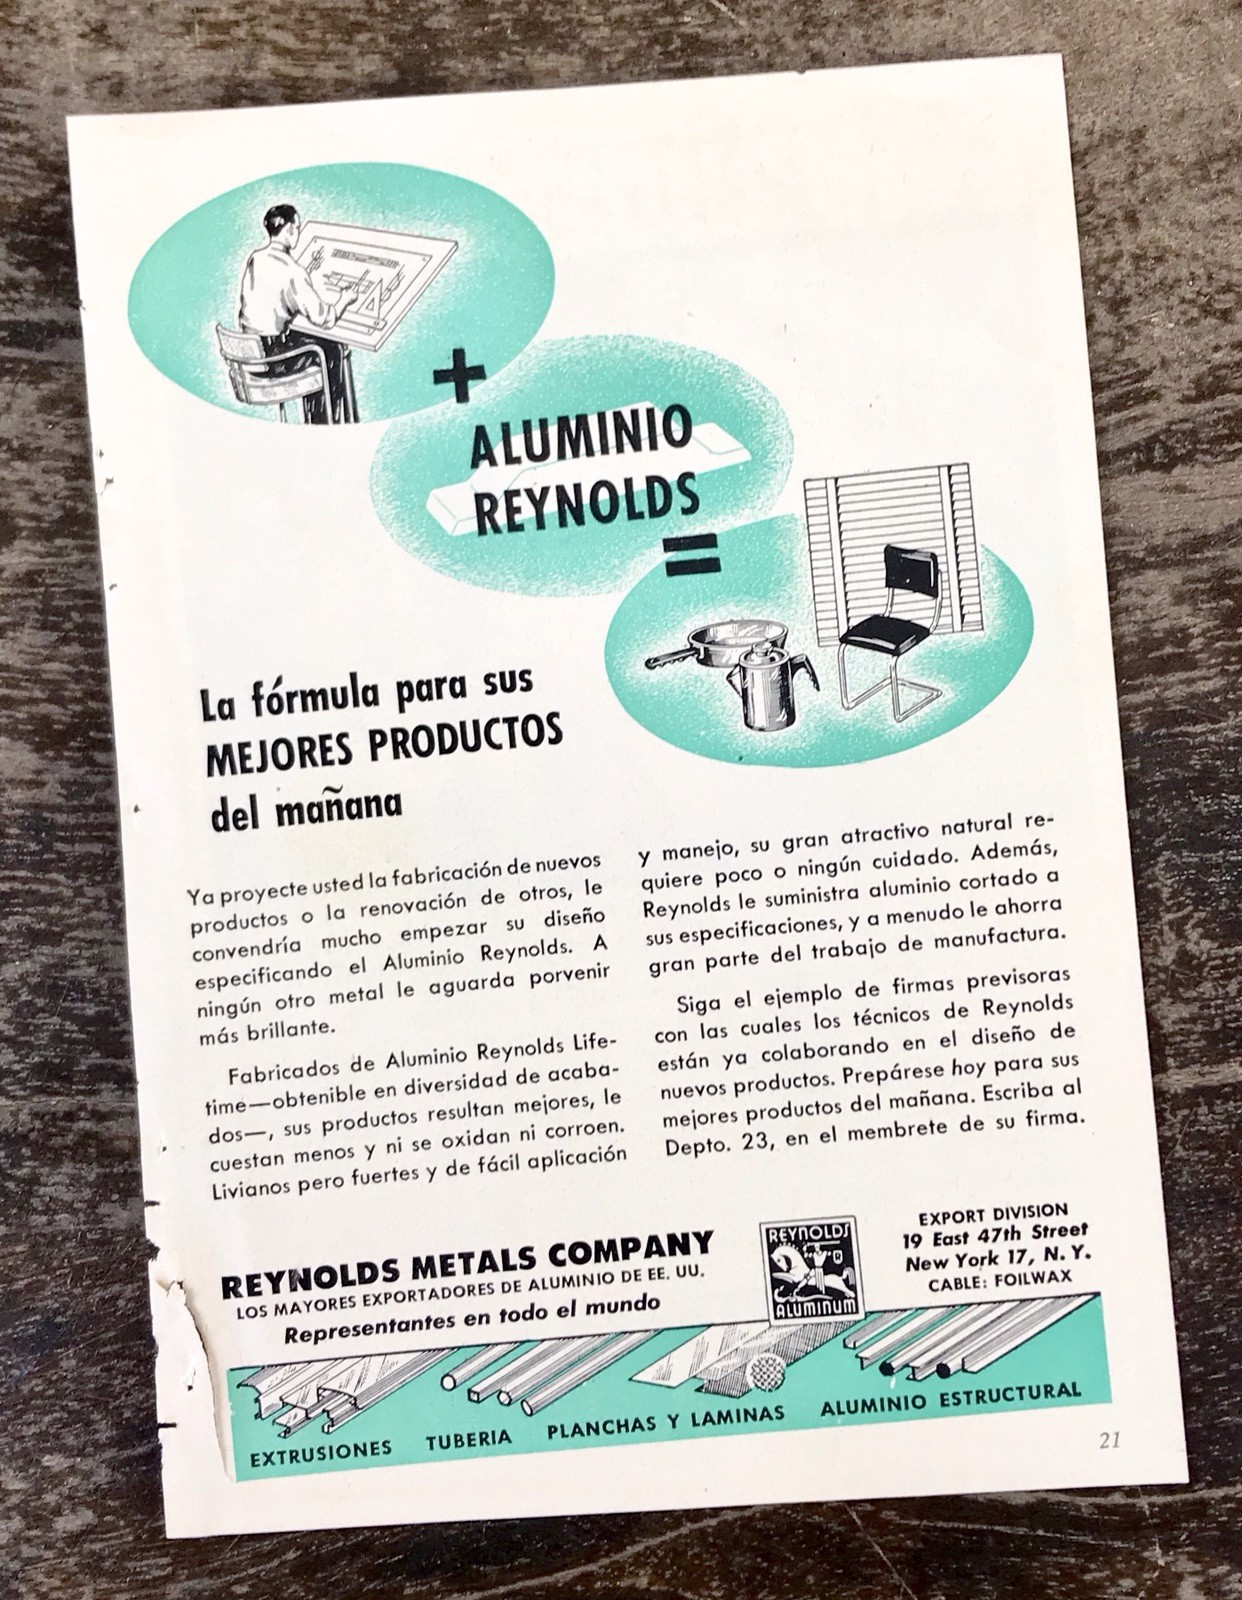 +
ALUMINIO
REYNOLDS
=
La fórmula para sus
MEJORES PRODUCTOS
del mañana
Ya proyecte usted la fabricación de nuevos
productos o la renovación de otros, le
convendría mucho empezar su diseño
especificando el Aluminio Reynolds. A
ningún otro metal le aguarda porvenir
más brillante.
Fabricados de Aluminio Reynolds Life-
time—obtenible en diversidad de acaba-
dos—, sus productos resultan mejores, le
cuestan menos y ni se oxidan ni corroen.
Livianos pero fuertes y de fácil aplicación
y manejo, su gran atractivo natural re-
quiere poco o ningún cuidado. Además,
Reynolds le suministra aluminio cortado a
sus especificaciones, y a menudo le ahorra
gran parte del trabajo de manufactura.
Siga el ejemplo de firmas previsoras
con las cuales los técnicos de Reynolds
están ya colaborando en el diseño de
nuevos productos. Prepárese hoy para sus
mejores productos del mañana. Escriba al
Depto. 23, en el membrete de su firma.
REYNOLDS METALS COMPANY
LOS MAYORES EXPORTADORES DE ALUMINIO DE EE. UU.
Representantes en todo el mundo
REYNOLDS
R
ALUMINUM
EXPORT DIVISION
19 East 47th Street
New York 17, N. Y.
CABLE: FOILWAX
EXTRUSIONES TUBERIA PLANCHAS Y LAMINAS ALUMINIO ESTRUCTURAL
21